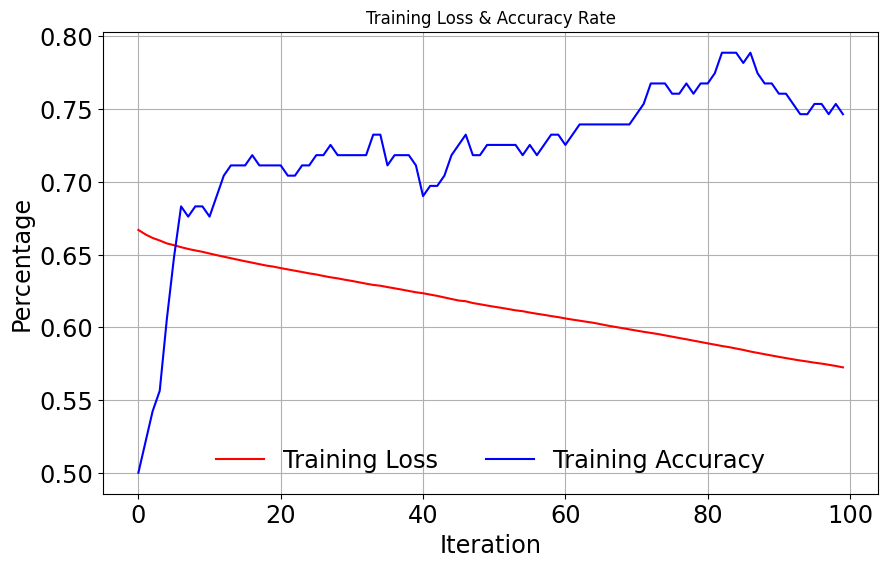 Training Loss & Accuracy Rate
0.80
0.75
0.70
0.65
0.60
0.55
0.50
Percentage
Training Loss
Training Accuracy
0 20 40 60 80 100
Iteration